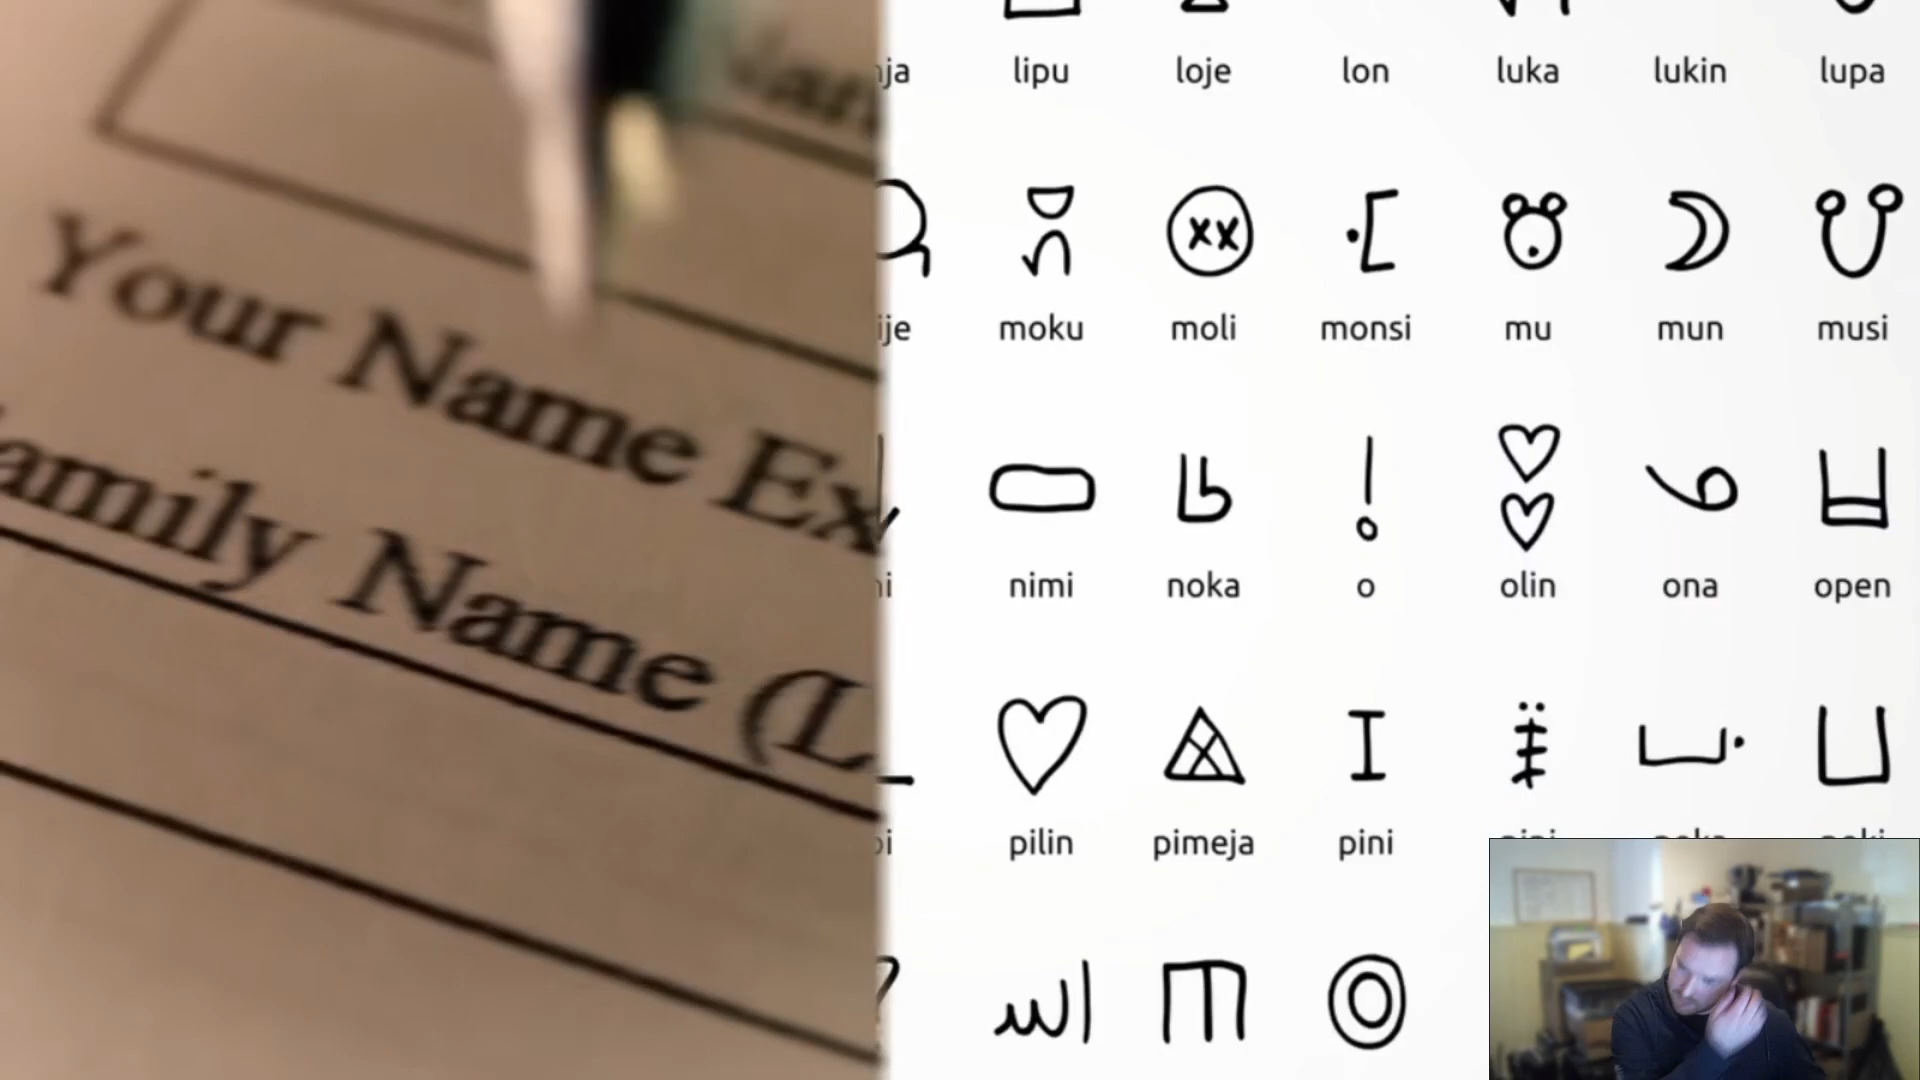 Your Name Ex
amily Name (L
lipu loje lon luka lukin lupa
moku moli monsi mu mun musi
nimi noka o olin ona open
pilin pimeja pini